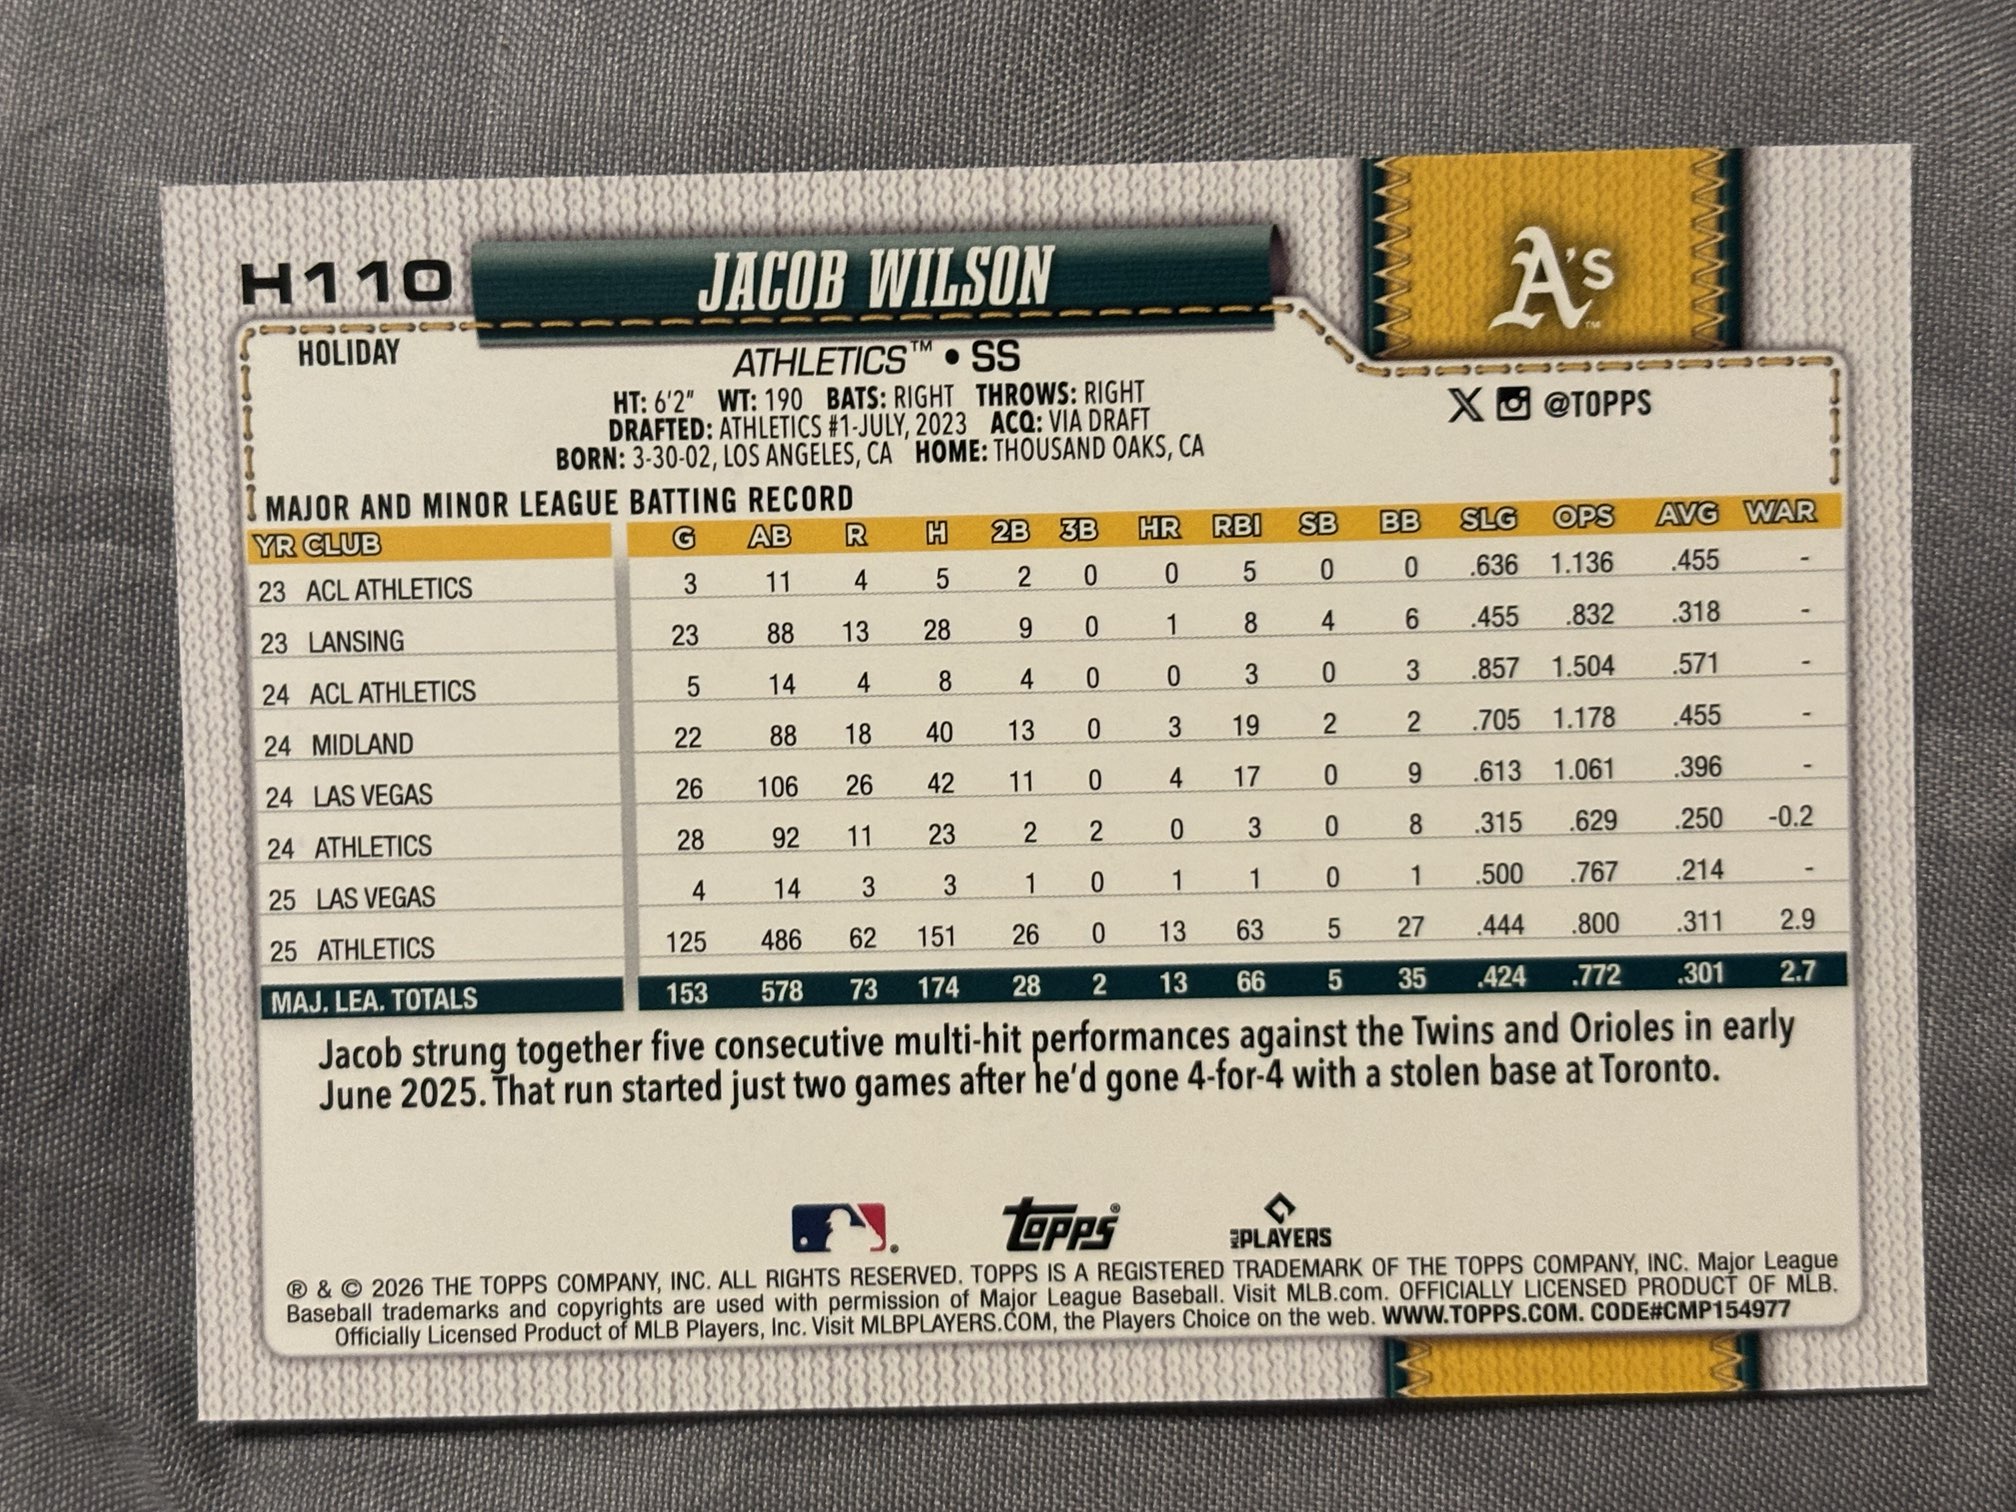 H110
JACOB WILSON
A's™
HOLIDAY
ATHLETICS™ • SS
@TOPPS
HT: 6'2" WT: 190 BATS: RIGHT THROWS: RIGHT
DRAFTED: ATHLETICS #1-JULY, 2023 ACQ: VIA DRAFT
BORN: 3-30-02, LOS ANGELES, CA HOME: THOUSAND OAKS, CA
MAJOR AND MINOR LEAGUE BATTING RECORD
YR CLUB G AB R H 2B 3B HR RBI SB BB SLG OPS AVG WAR
23 ACL ATHLETICS 3 11 4 5 2 0 0 5 0 0 .636 1.136 .455 -
23 LANSING 23 88 13 28 9 0 1 8 4 6 .455 .832 .318 -
24 ACL ATHLETICS 5 14 4 8 4 0 0 3 0 3 .857 1.504 .571 -
24 MIDLAND 22 88 18 40 13 0 3 19 2 2 .705 1.178 .455 -
24 LAS VEGAS 26 106 26 42 11 0 4 17 0 9 .613 1.061 .396 -
24 ATHLETICS 28 92 11 23 2 2 0 3 0 8 .315 .629 .250 -0.2
25 LAS VEGAS 4 14 3 3 1 0 1 1 0 1 .500 .767 .214 -
25 ATHLETICS 125 486 62 151 26 0 13 63 5 27 .444 .800 .311 2.9
MAJ. LEA. TOTALS 153 578 73 174 28 2 13 66 5 35 .424 .772 .301 2.7
Jacob strung together five consecutive multi-hit performances against the Twins and Orioles in early
June 2025. That run started just two games after he'd gone 4-for-4 with a stolen base at Toronto.
topps®
MLB PLAYERS
® & © 2026 THE TOPPS COMPANY, INC. ALL RIGHTS RESERVED. TOPPS IS A REGISTERED TRADEMARK OF THE TOPPS COMPANY, INC. Major League
Baseball trademarks and copyrights are used with permission of Major League Baseball. Visit MLB.com. OFFICIALLY LICENSED PRODUCT OF MLB.
Officially Licensed Product of MLB Players, Inc. Visit MLBPLAYERS.COM, the Players Choice on the web. WWW.TOPPS.COM. CODE#CMP154977